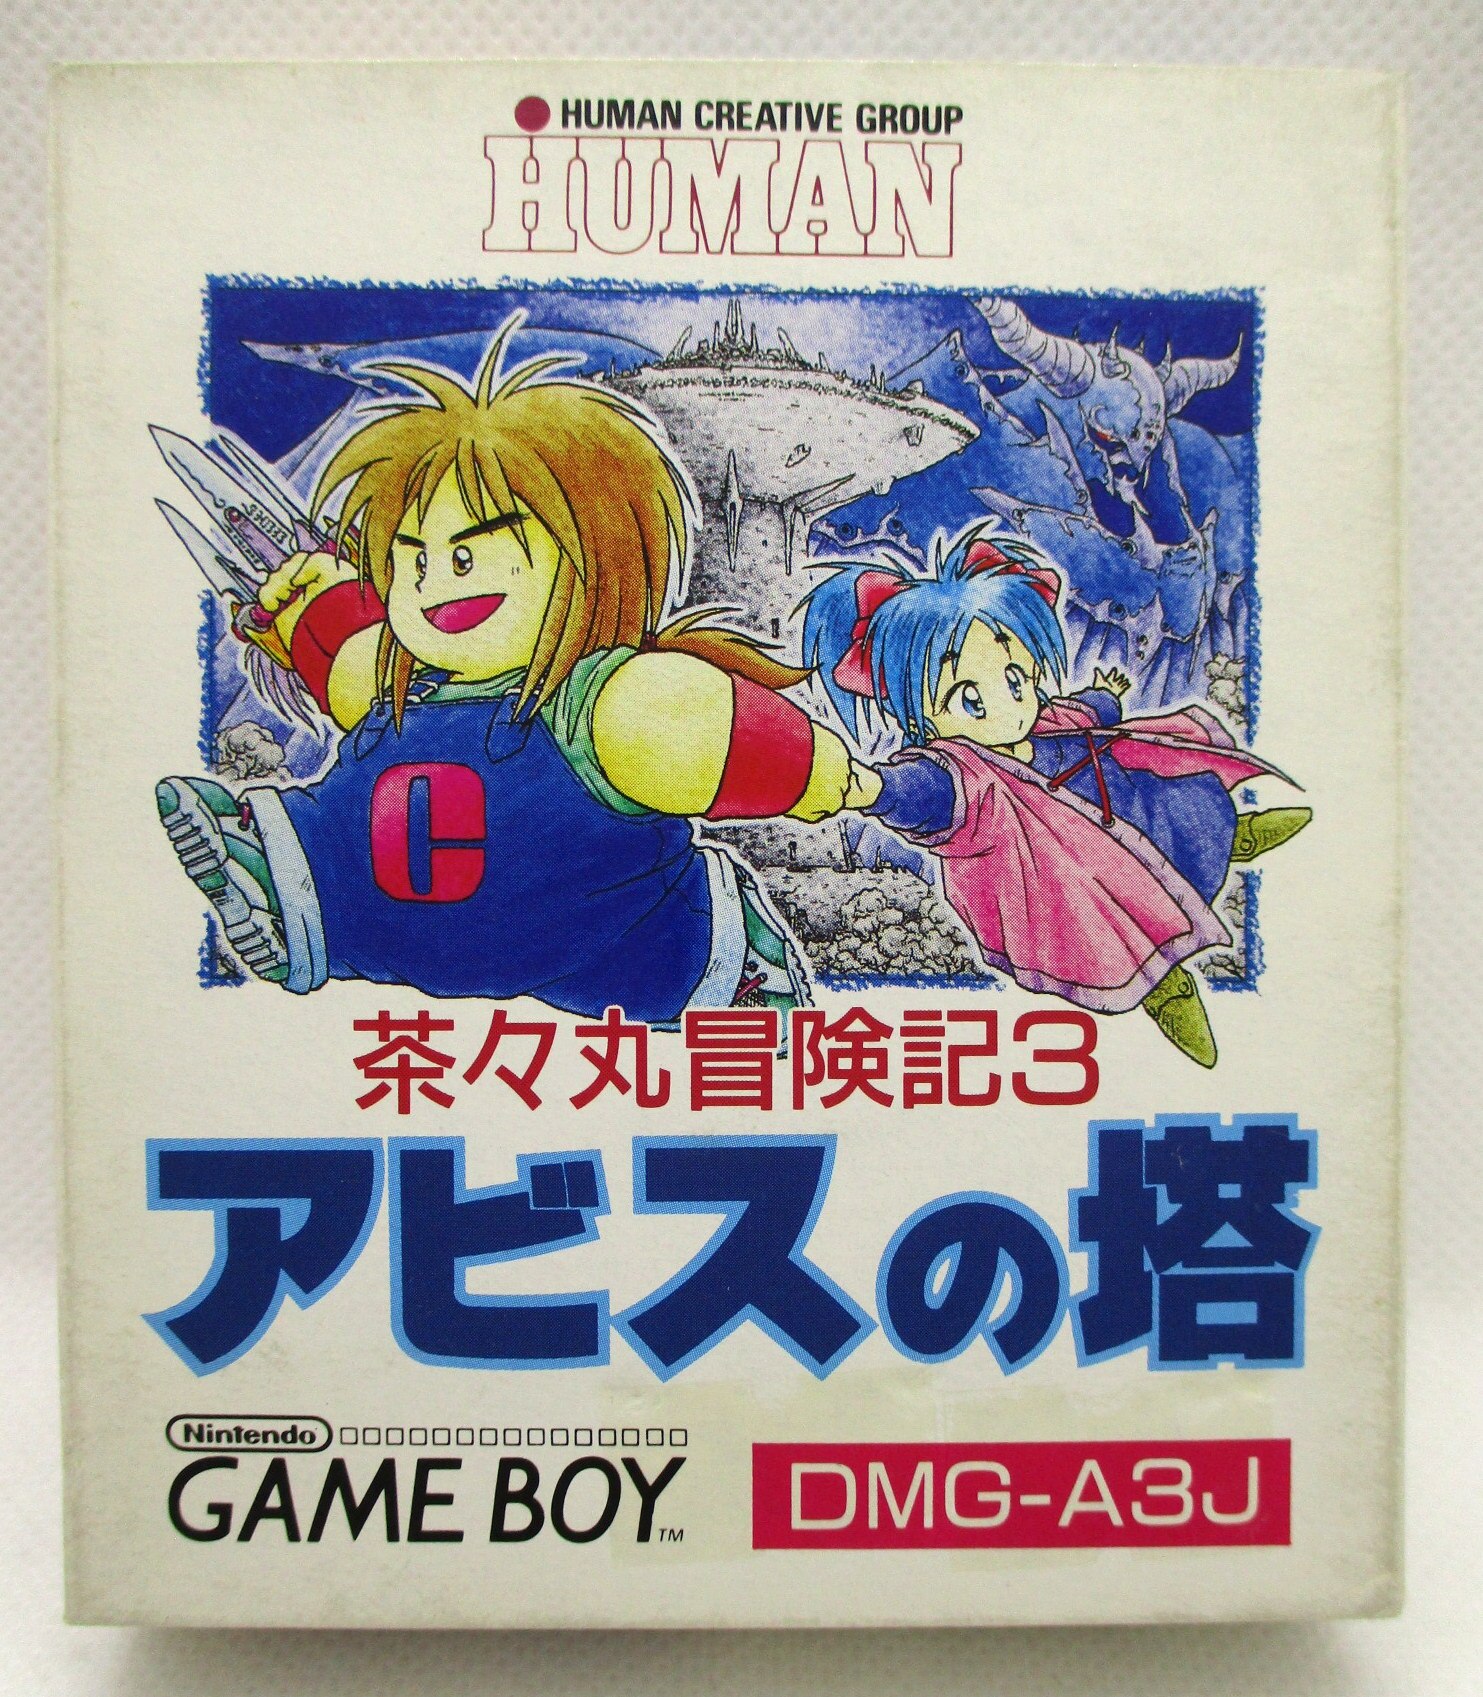 HUMAN CREATIVE GROUP
HUMAN
C
茶々丸冒険記3
アビスの塔
Nintendo
GAME BOY™
DMG-A3J